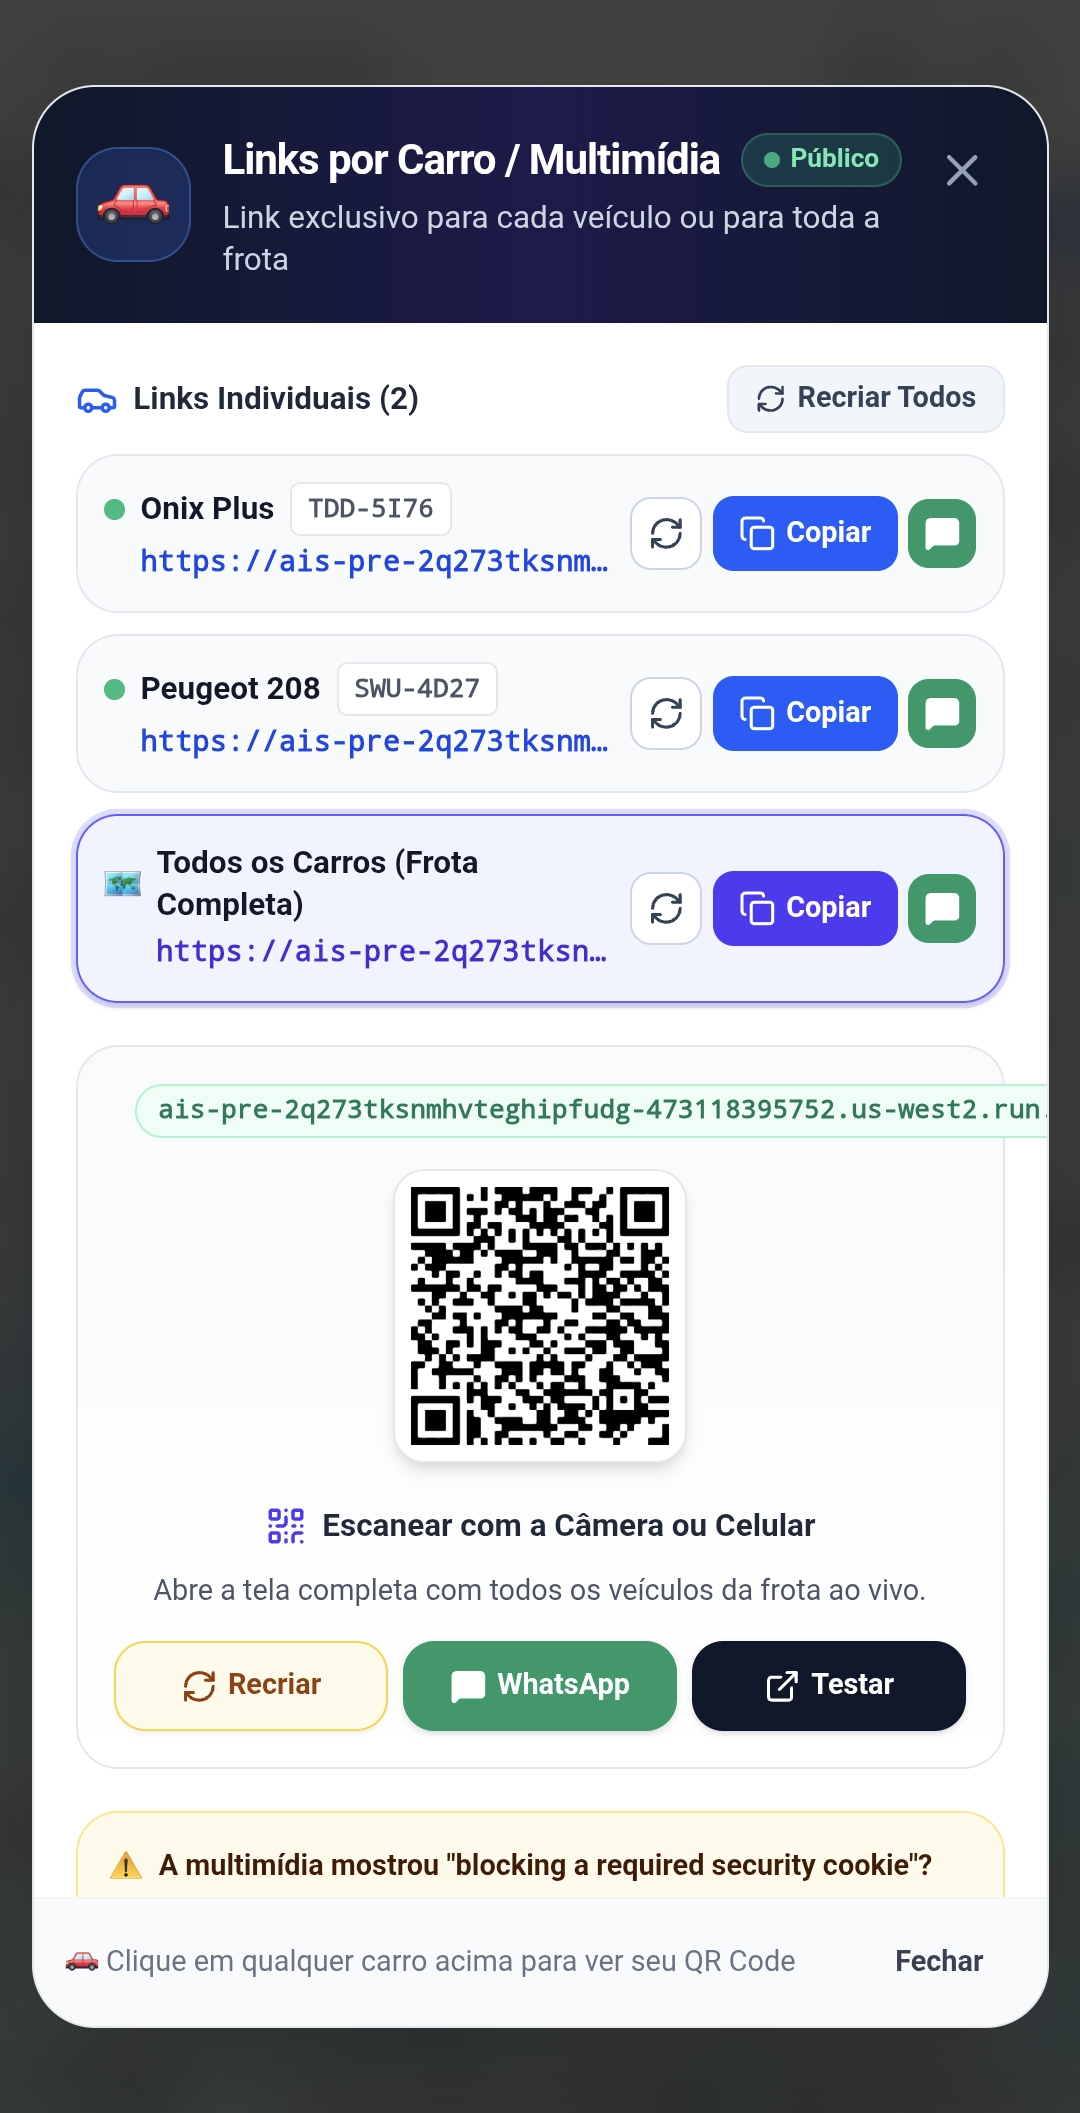 Links por Carro / Multimídia
Público
Link exclusivo para cada veículo ou para toda a
frota
Links Individuais (2)
Recriar Todos
Onix Plus
TDD-5I76
https://ais-pre-2q273tksnm…
Copiar
Peugeot 208
SWU-4D27
https://ais-pre-2q273tksnm…
Copiar
Todos os Carros (Frota
Completa)
https://ais-pre-2q273tksn…
Copiar
ais-pre-2q273tksnmhvteghipfudg-473118395752.us-west2.run.
Escanear com a Câmera ou Celular
Abre a tela completa com todos os veículos da frota ao vivo.
Recriar
WhatsApp
Testar
A multimídia mostrou "blocking a required security cookie"?
Clique em qualquer carro acima para ver seu QR Code
Fechar